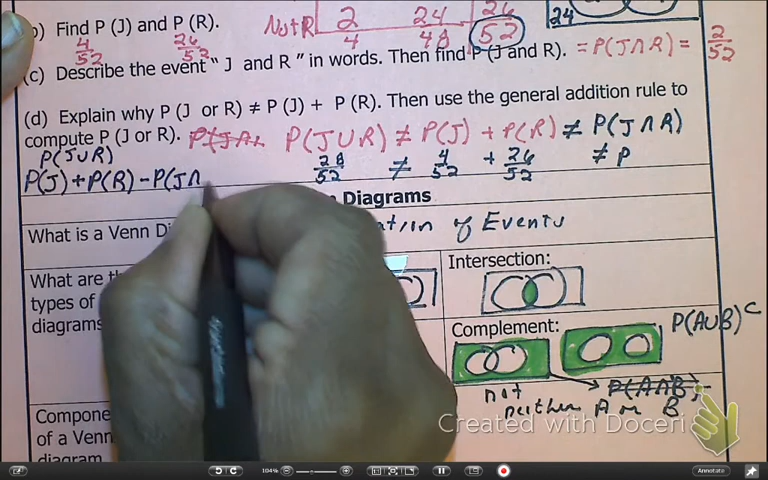 b) Find P (J) and P (R). Not R 2 24 26
4/52 26/52 4 48 52 24
(c) Describe the event " J and R " in words. Then find P (J and R). = P(J∩R) = 2/52
(d) Explain why P (J or R) ≠ P (J) + P (R). Then use the general addition rule to
compute P (J or R). P(J∪R) ≠ P(J) + P(R) ≠ P(J∩R)
P(J∪R) 28/52 ≠ 4/52 + 26/52 ≠ P
P(J) + P(R) - P(J∩
Diagrams
What is a Venn Di of Events
What are th Intersection:
types of
diagrams Complement: P(A∪B)^c
P(A∩B)
not
neither A or B
Compone
of a Venn
diagram
Created with Doceri
104% Annotate